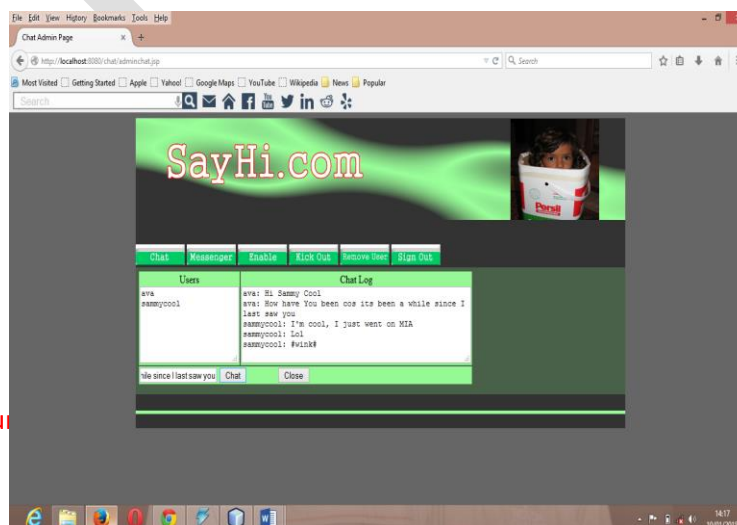 File Edit View History Bookmarks Tools Help
Chat Admin Page × +
http://localhost:8080/chat/adminchat.jsp Search
Most Visited Getting Started Apple Yahoo! Google Maps YouTube Wikipedia News Popular
Search
SayHi.com
Persil
Chat Messenger Enable Kick Out Remove User Sign Out
Users Chat Log
ava
sammycool
ava: Hi Sammy Cool
ava: How have You been cos its been a while since I
last saw you
sammycool: I'm cool, I just went on MIA
sammycool: Lol
sammycool: #wink#
hile since I last saw you Chat Close
14:17